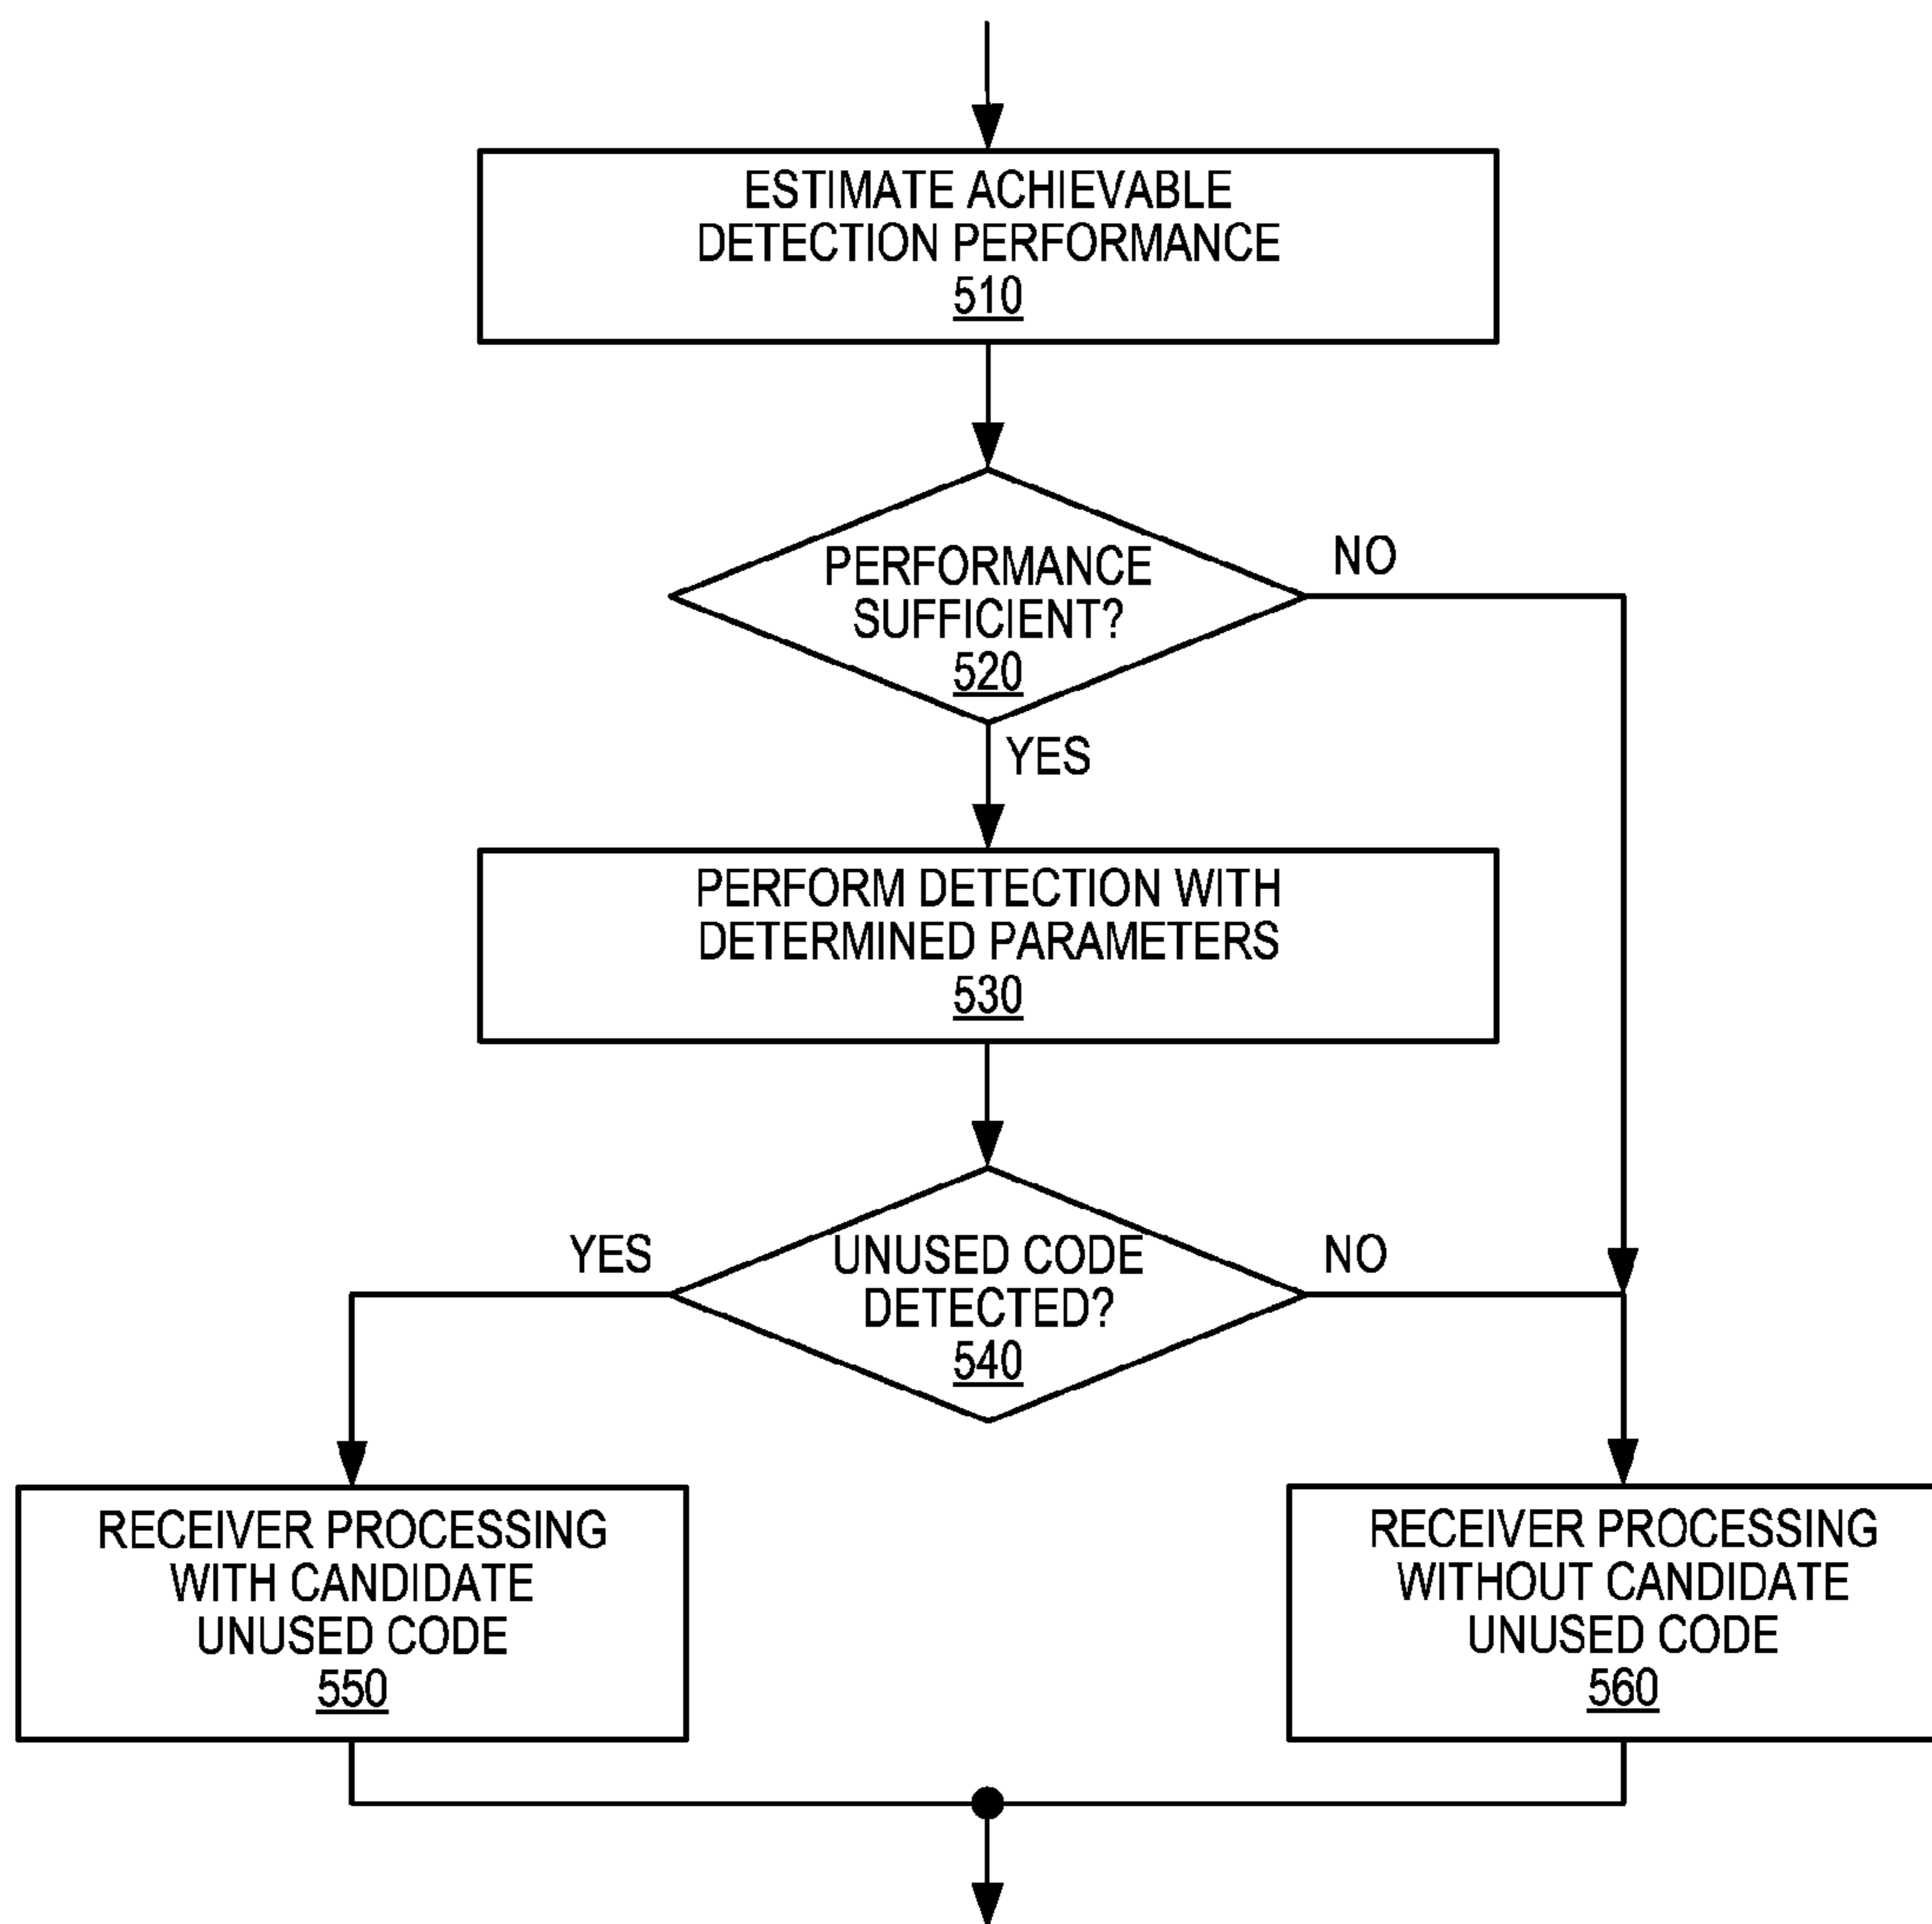 ESTIMATE ACHIEVABLE
DETECTION PERFORMANCE
510
PERFORMANCE
SUFFICIENT?
520
NO
YES
PERFORM DETECTION WITH
DETERMINED PARAMETERS
530
YES
UNUSED CODE
DETECTED?
540
NO
RECEIVER PROCESSING
WITH CANDIDATE
UNUSED CODE
550
RECEIVER PROCESSING
WITHOUT CANDIDATE
UNUSED CODE
560